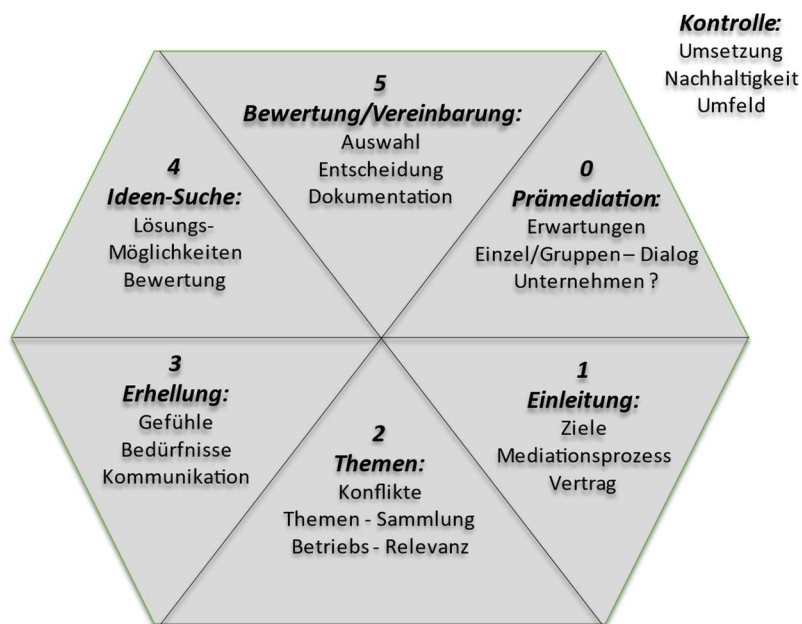 Kontrolle:
Umsetzung
Nachhaltigkeit
Umfeld
5
Bewertung/Vereinbarung:
Auswahl
Entscheidung
Dokumentation
4
Ideen-Suche:
Lösungs-
Möglichkeiten
Bewertung
0
Prämediation:
Erwartungen
Einzel/Gruppen – Dialog
Unternehmen ?
3
Erhellung:
Gefühle
Bedürfnisse
Kommunikation
2
Themen:
Konflikte
Themen - Sammlung
Betriebs - Relevanz
1
Einleitung:
Ziele
Mediationsprozess
Vertrag